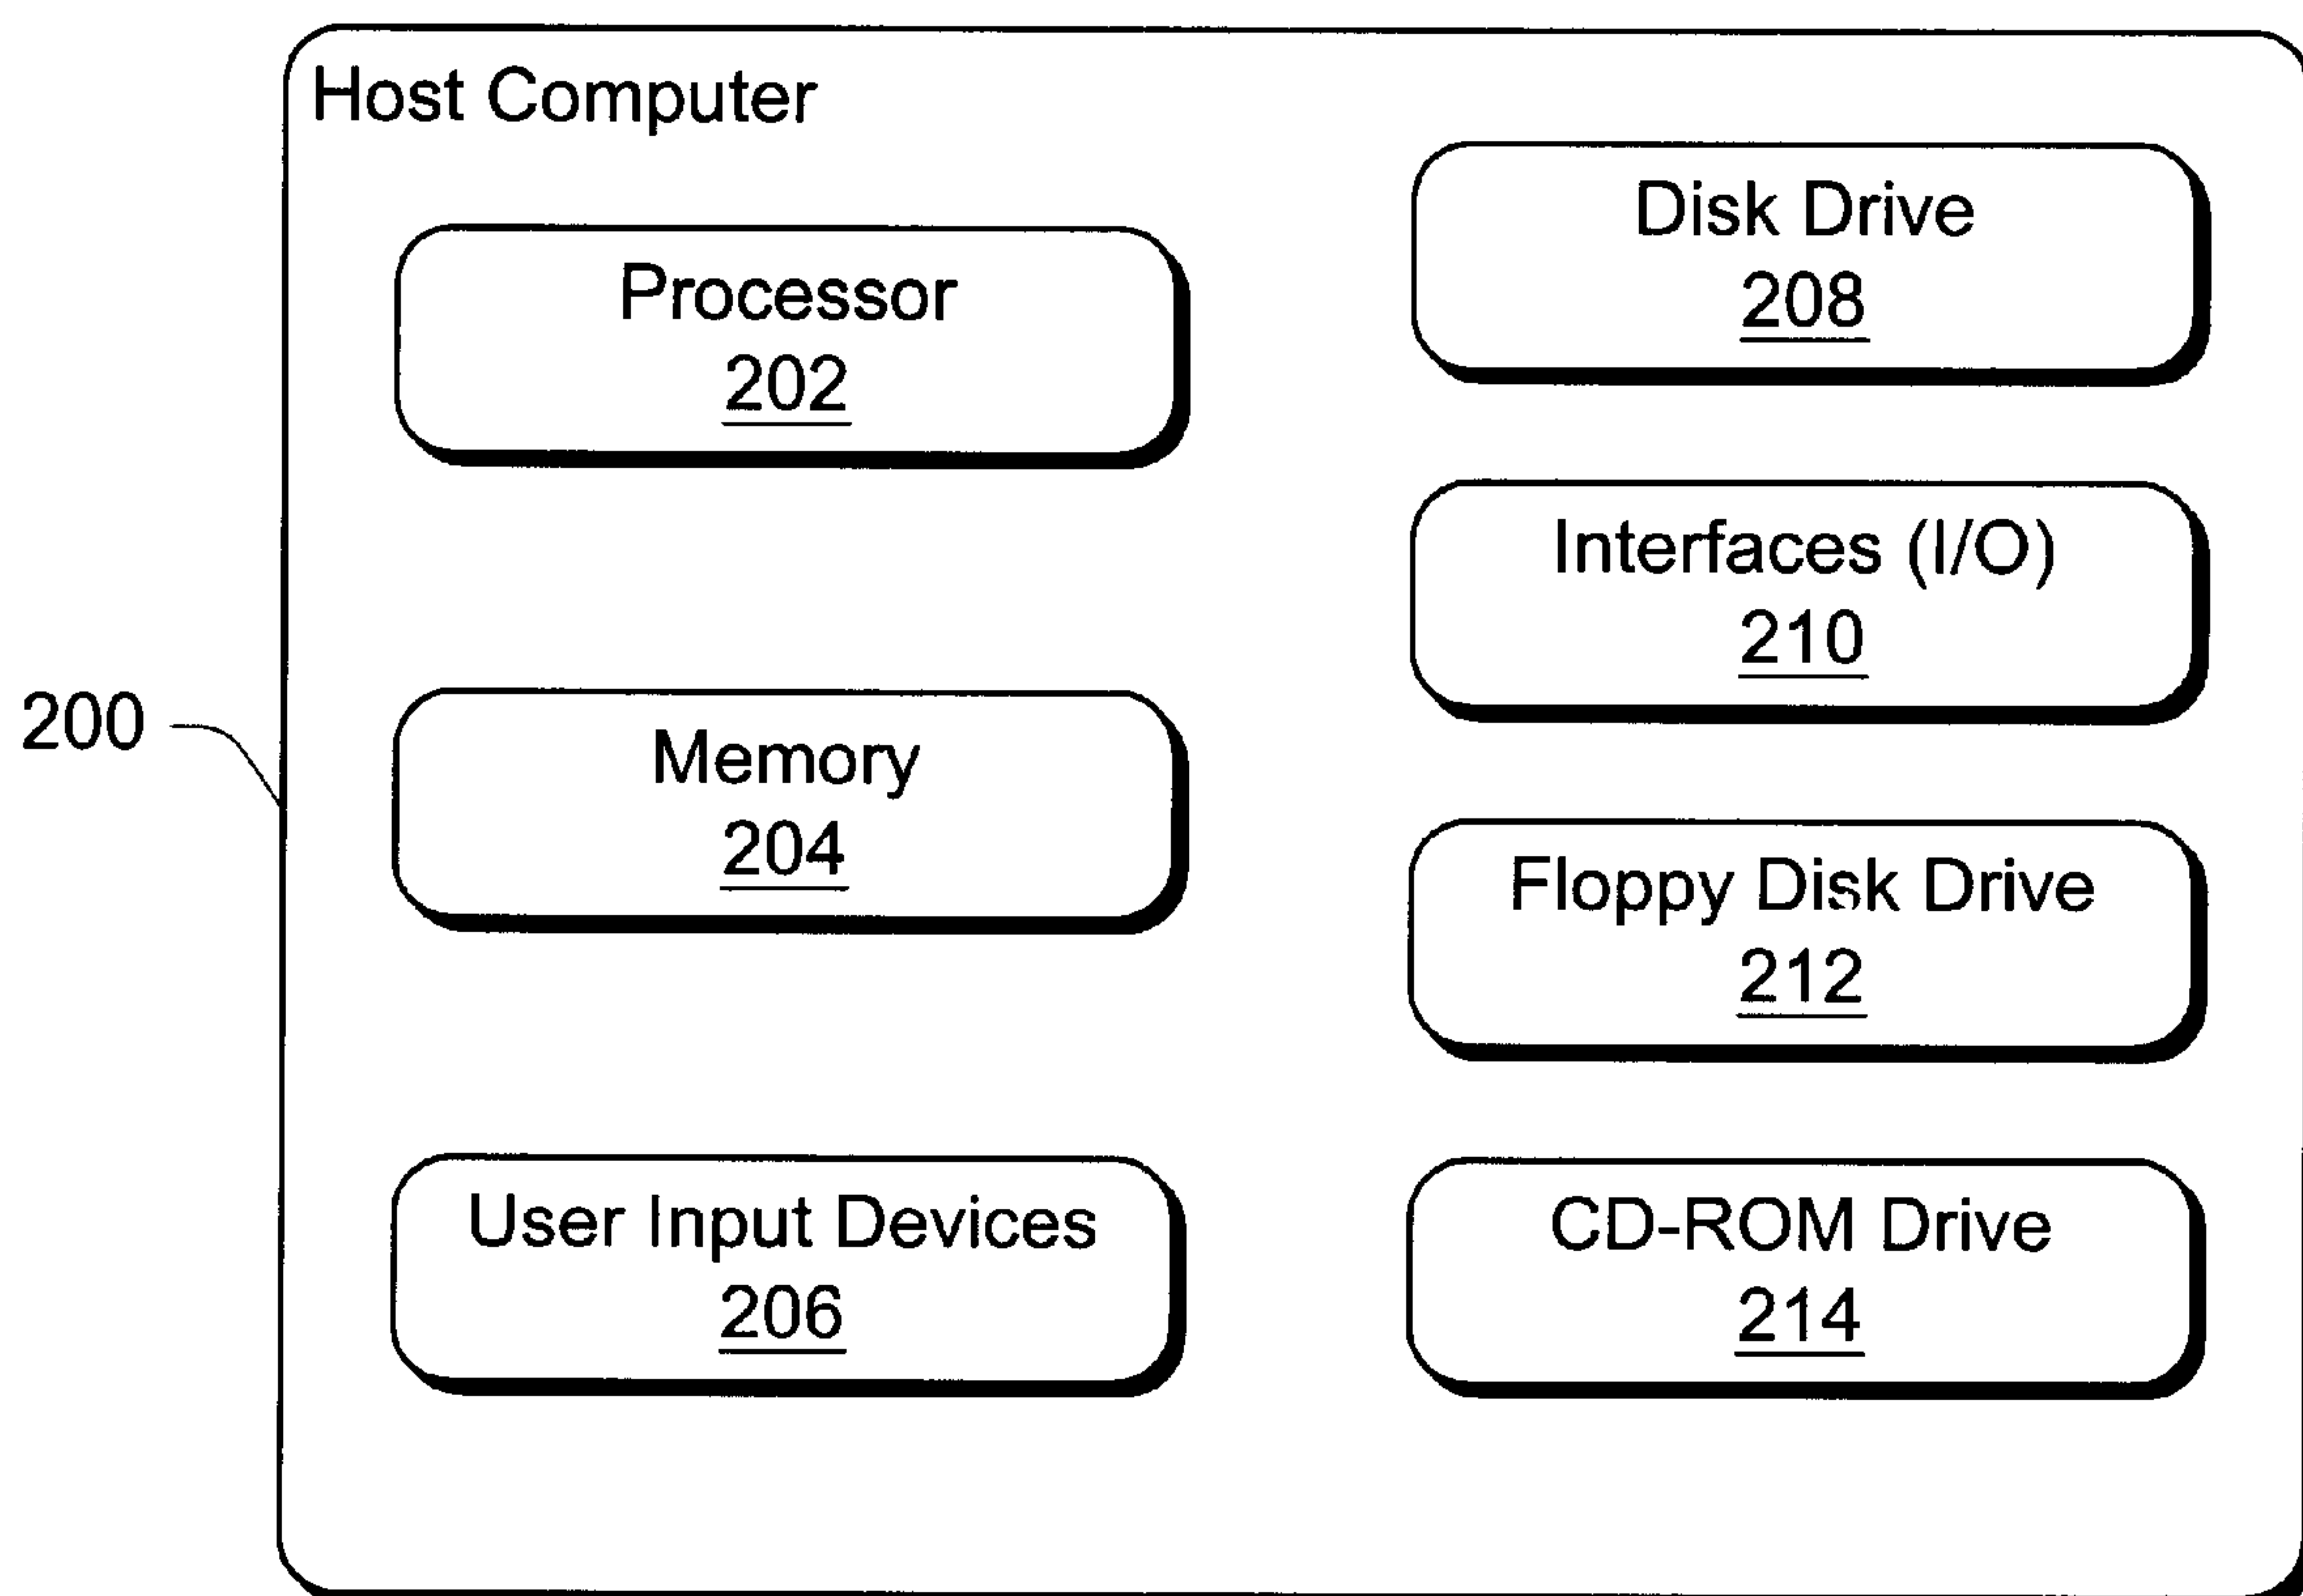 Host Computer
Processor
202
Memory
204
User Input Devices
206
Disk Drive
208
Interfaces (I/O)
210
Floppy Disk Drive
212
CD-ROM Drive
214
200